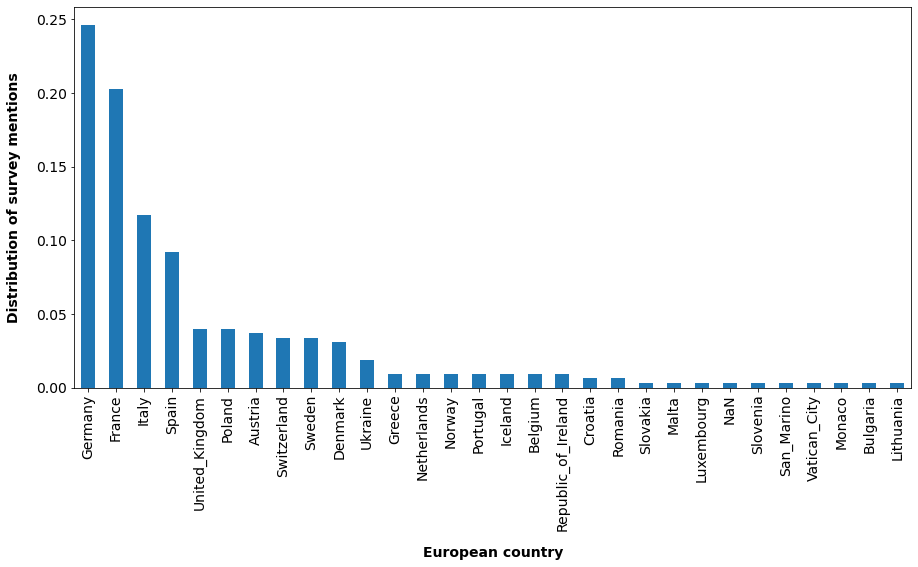 0.25
0.20
0.15
0.10
0.05
0.00
Distribution of survey mentions
Germany
France
Italy
Spain
United_Kingdom
Poland
Austria
Switzerland
Sweden
Denmark
Ukraine
Greece
Netherlands
Norway
Portugal
Iceland
Belgium
Republic_of_Ireland
Croatia
Romania
Slovakia
Malta
Luxembourg
NaN
Slovenia
San_Marino
Vatican_City
Monaco
Bulgaria
Lithuania
European country